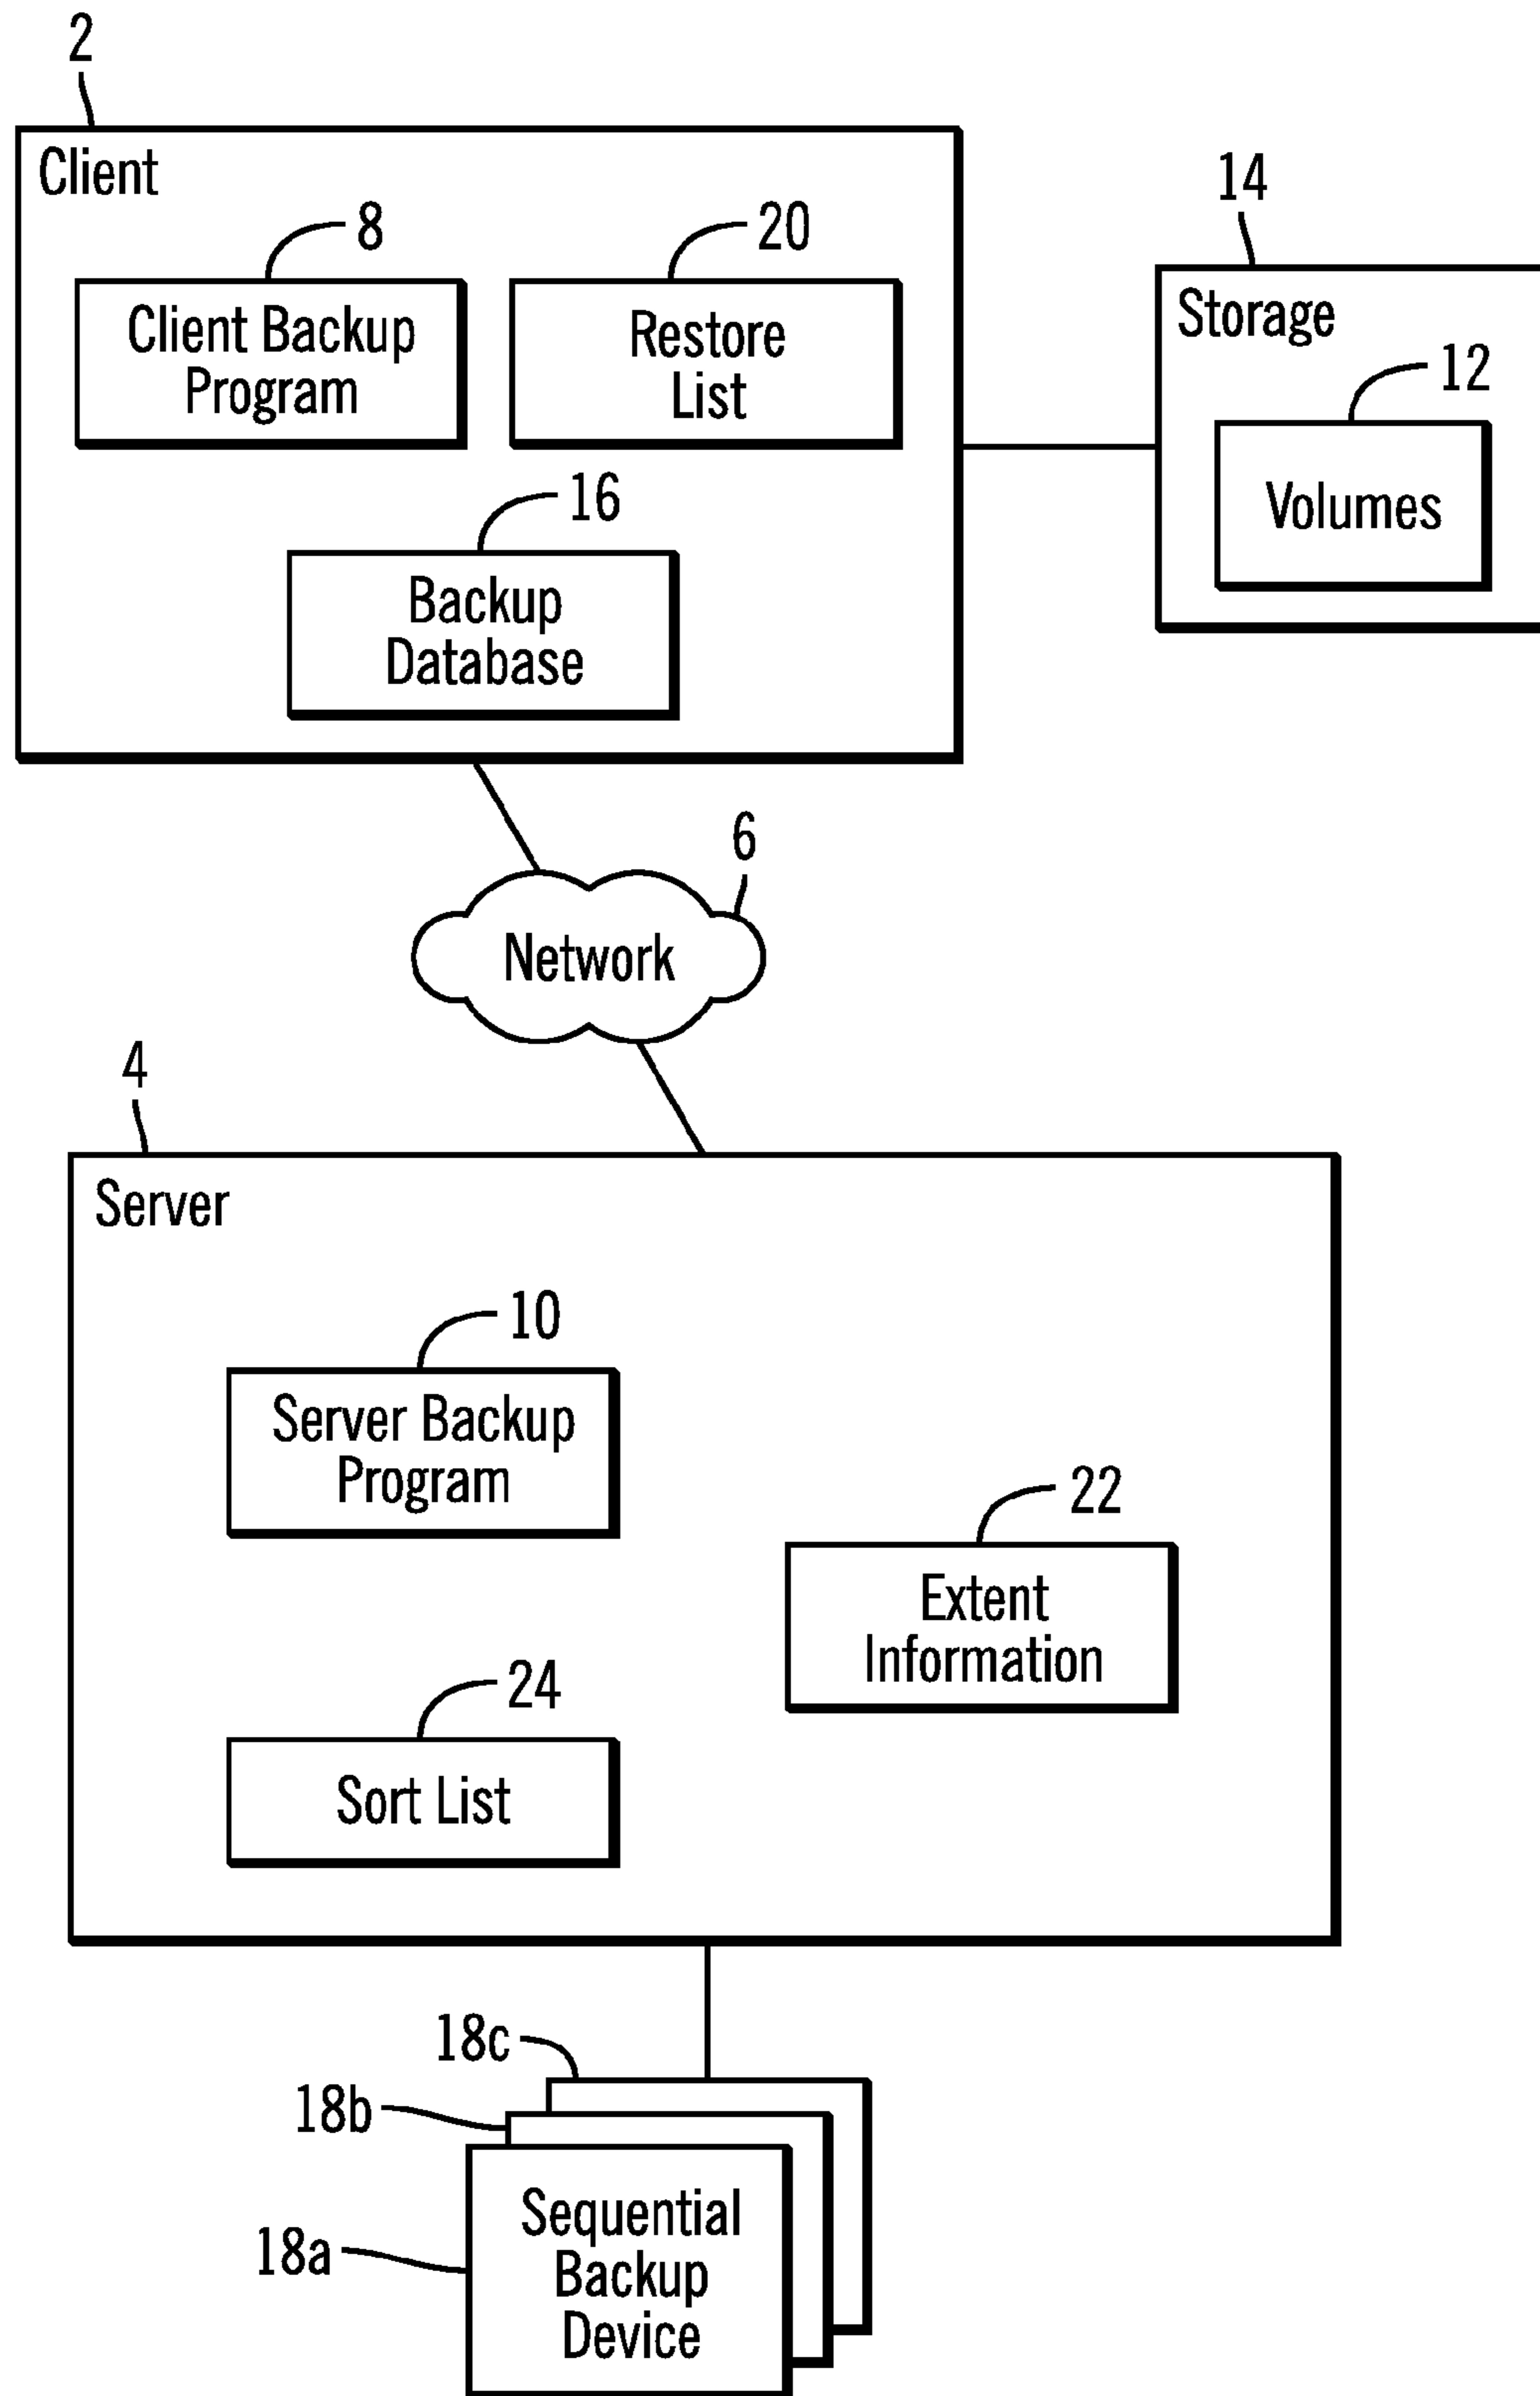 2
Client
14
8
20
Storage
Client Backup
Program
Restore
List
12
Volumes
16
Backup
Database
6
Network
4
Server
10
Server Backup
Program
22
Extent
Information
24
Sort List
18c
18b
18a
Sequential
Backup
Device